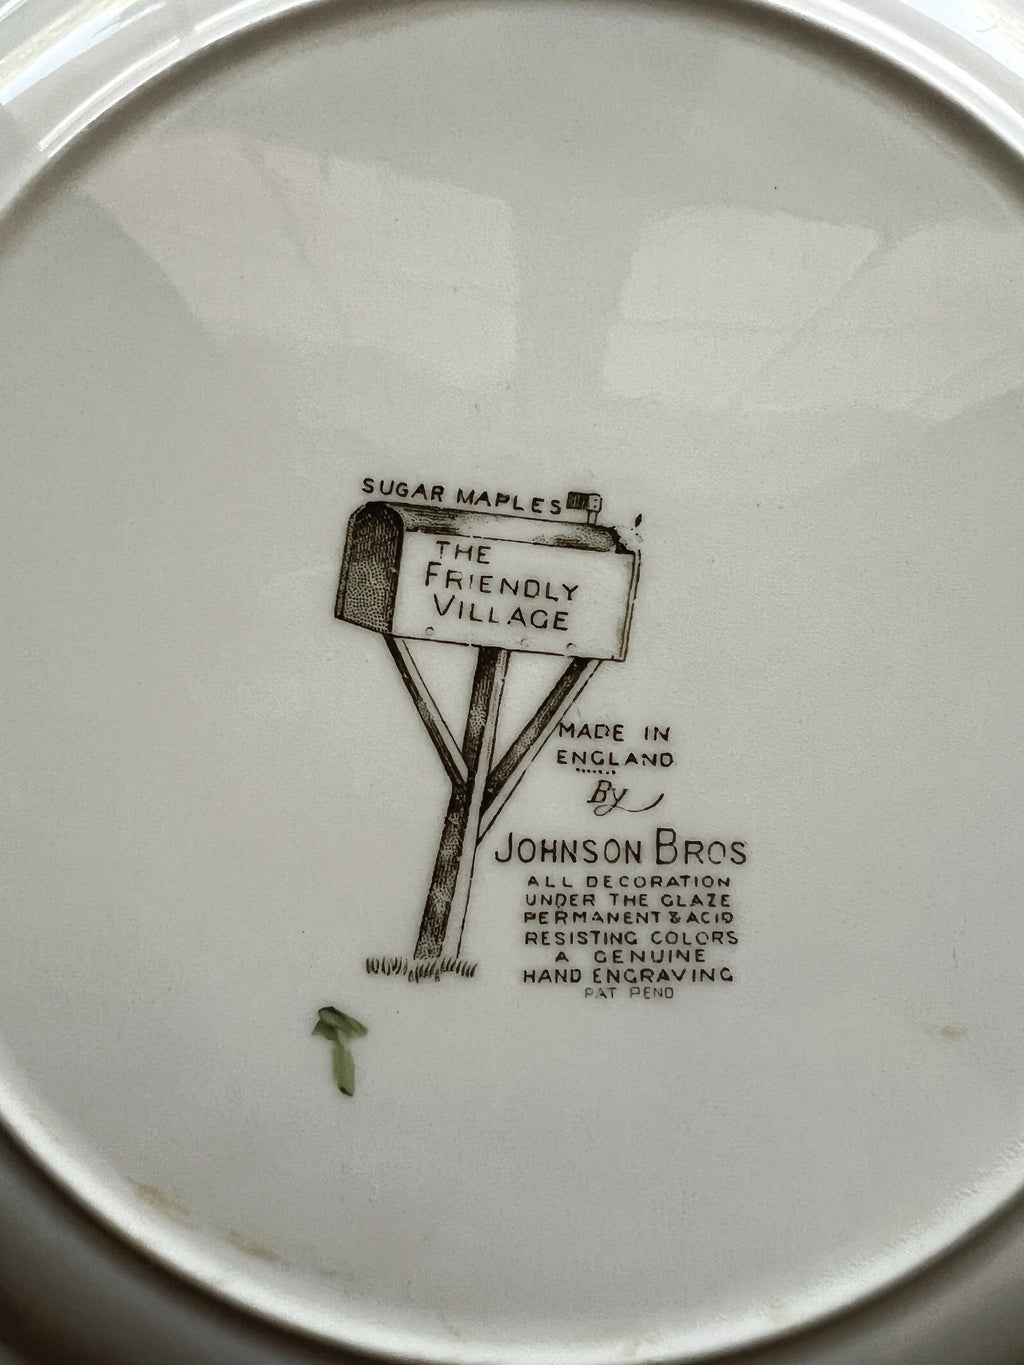 SUGAR MAPLES
THE
FRIENDLY
VILLAGE
MADE IN
ENGLAND
By
JOHNSON BROS
ALL DECORATION
UNDER THE GLAZE
PERMANENT & ACID
RESISTING COLORS
A GENUINE
HAND ENGRAVING
PAT PEND